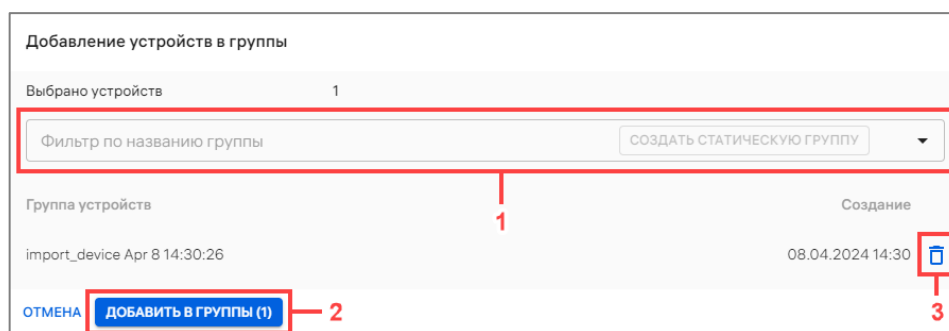 Добавление устройств в группы
Выбрано устройств 1
Фильтр по названию группы СОЗДАТЬ СТАТИЧЕСКУЮ ГРУППУ
1
Группа устройств Создание
import_device Apr 8 14:30:26 08.04.2024 14:30
ОТМЕНА ДОБАВИТЬ В ГРУППЫ (1) 2 3